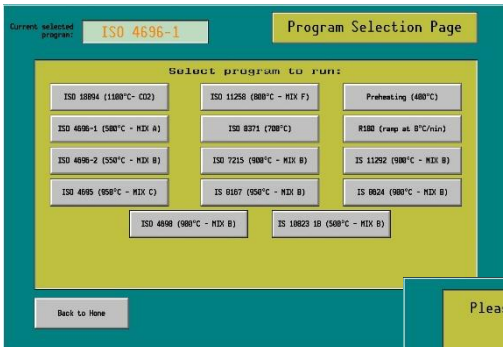 Current selected
program:
ISO 4696-1
Program Selection Page
Select program to run:
ISO 18894 (1100°C- CO2)
ISO 11258 (800°C - MIX F)
Preheating (400°C)
ISO 4696-1 (500°C - MIX A)
ISO 8371 (700°C)
R180 (ramp at 8°C/min)
ISO 4696-2 (550°C - MIX B)
ISO 7215 (900°C - MIX B)
IS 11292 (900°C - MIX B)
ISO 4695 (950°C - MIX C)
IS 8167 (950°C - MIX B)
IS 8624 (900°C - MIX B)
ISO 4698 (900°C - MIX B)
IS 10823 1B (500°C - MIX B)
Back to Home
Pleas